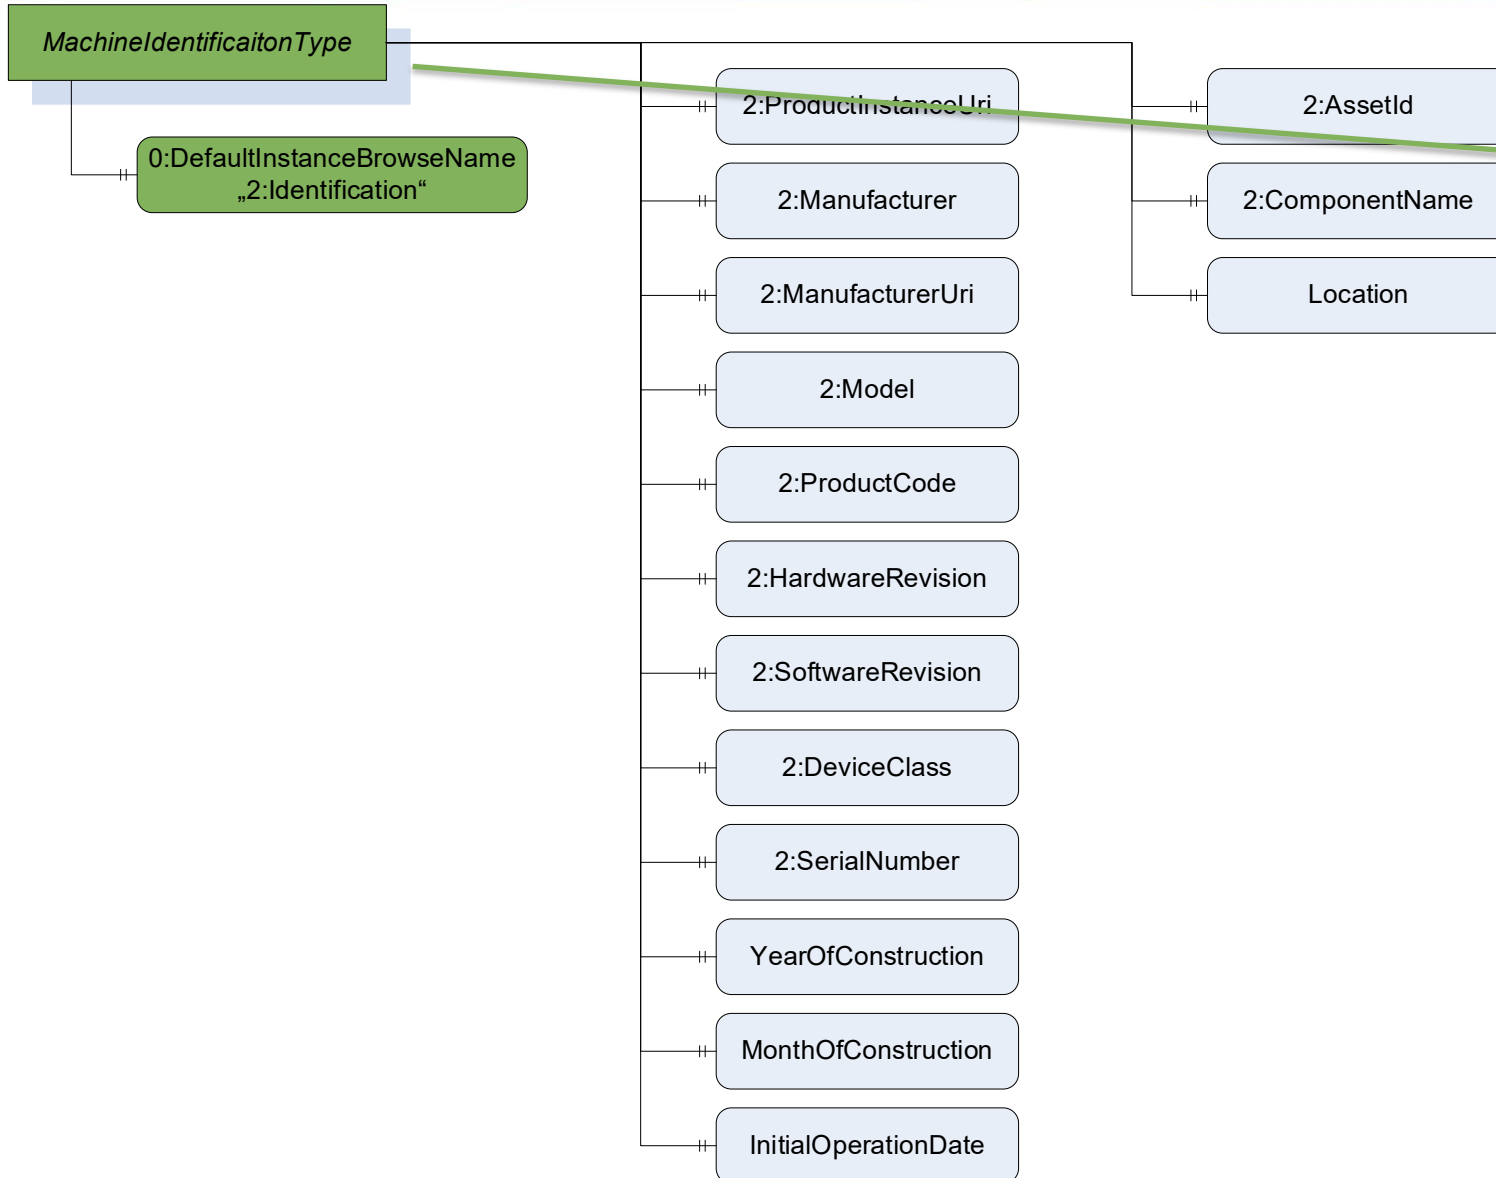 MachineIdentificaitonType
0:DefaultInstanceBrowseName
„2:Identification“
2:ProductInstanceUri
2:Manufacturer
2:ManufacturerUri
2:Model
2:ProductCode
2:HardwareRevision
2:SoftwareRevision
2:DeviceClass
2:SerialNumber
YearOfConstruction
MonthOfConstruction
InitialOperationDate
2:AssetId
2:ComponentName
Location